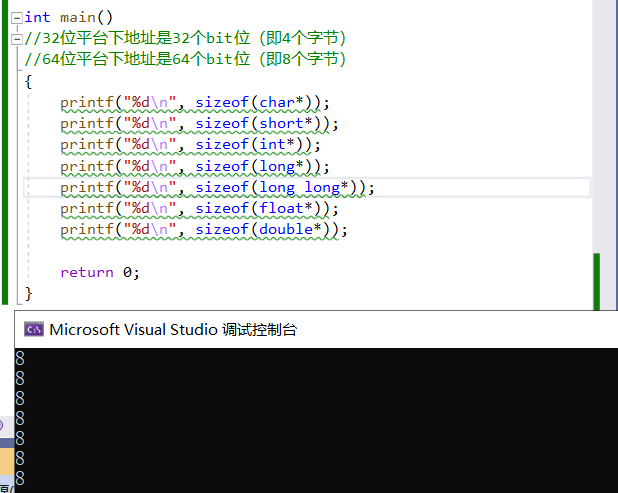 int main()
//32位平台下地址是32个bit位（即4个字节）
//64位平台下地址是64个bit位（即8个字节）
{
printf("%d\n", sizeof(char*));
printf("%d\n", sizeof(short*));
printf("%d\n", sizeof(int*));
printf("%d\n", sizeof(long*));
printf("%d\n", sizeof(long long*));
printf("%d\n", sizeof(float*));
printf("%d\n", sizeof(double*));
return 0;
}
Microsoft Visual Studio 调试控制台
8
8
8
8
8
8
8